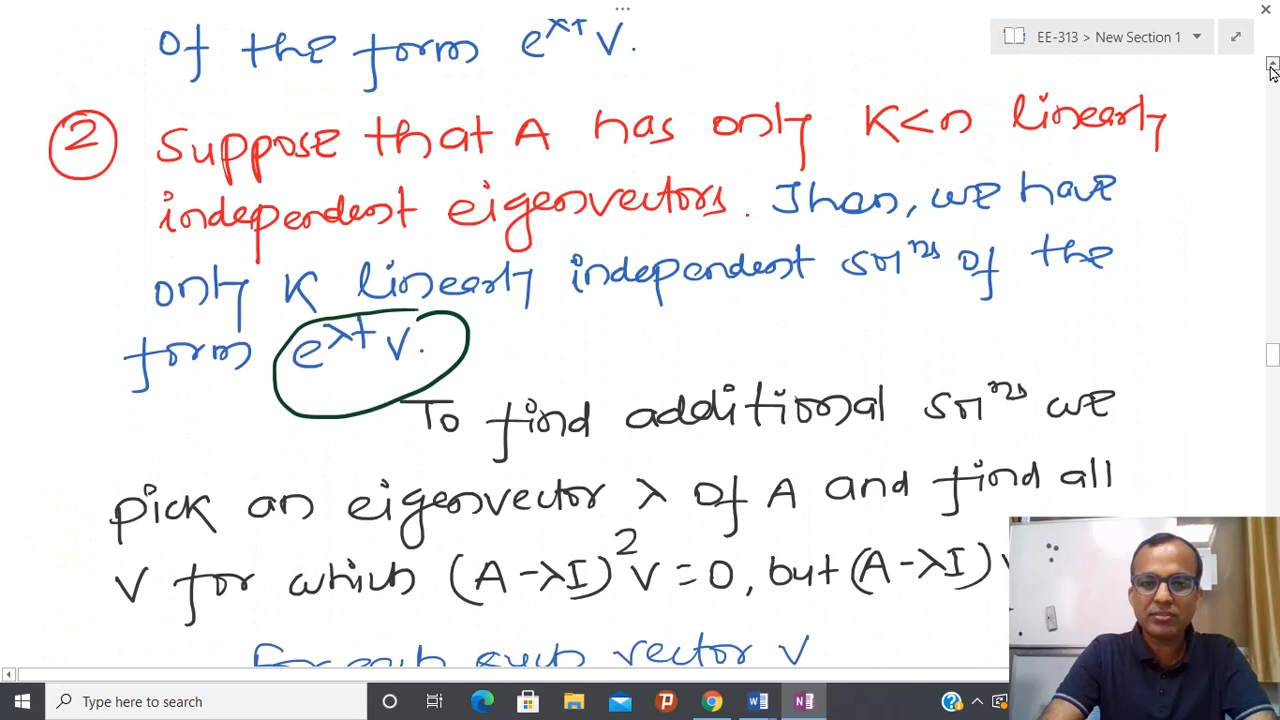 of the form e^λt V.
EE-313 > New Section 1
② Suppose that A has only K<n linearly
independent eigenvectors. Then, we have
only K linearly independent solⁿˢ of the
form e^λt V.
To find additional solⁿˢ we
pick an eigenvector λ of A and find all
V for which (A-λI)²V=0, but (A-λI)
For each such vector V
Type here to search